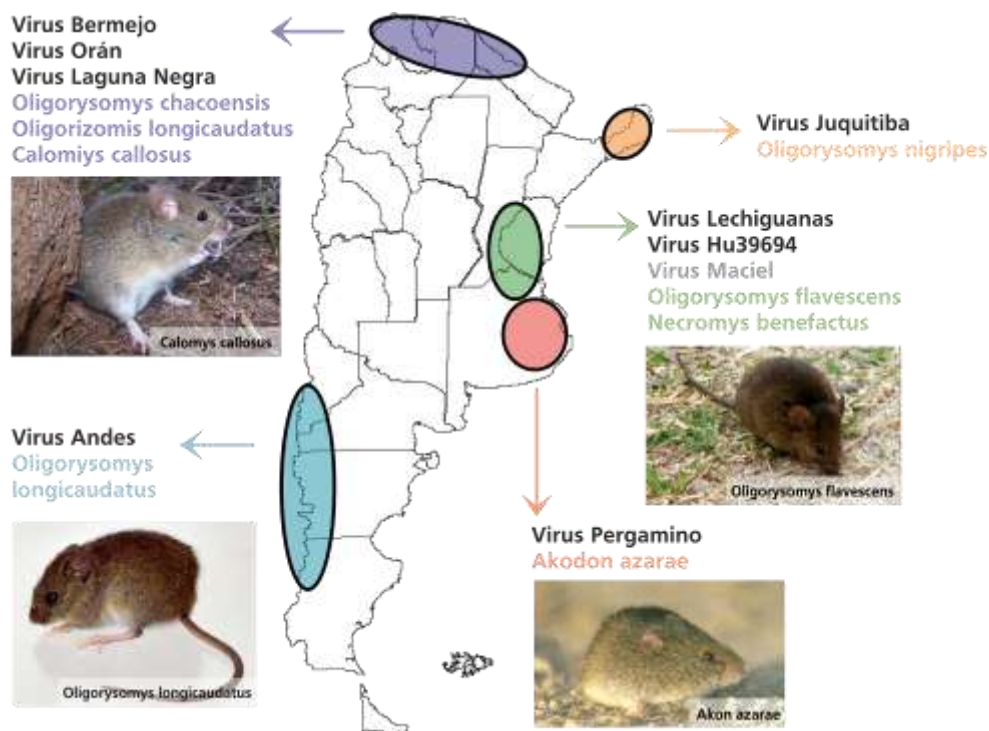 Virus Bermejo
Virus Orán
Virus Laguna Negra
Oligorysomys chacoensis
Oligorizomis longicaudatus
Calomiys callosus
Calomys callosus
Virus Juquitiba
Oligorysomys nigripes
Virus Lechiguanas
Virus Hu39694
Virus Maciel
Oligorysomys flavescens
Necromys benefactus
Oligorysomys flavescens
Virus Andes
Oligorysomys
longicaudatus
Oligorysomys longicaudatus
Virus Pergamino
Akodon azarae
Akon azarae